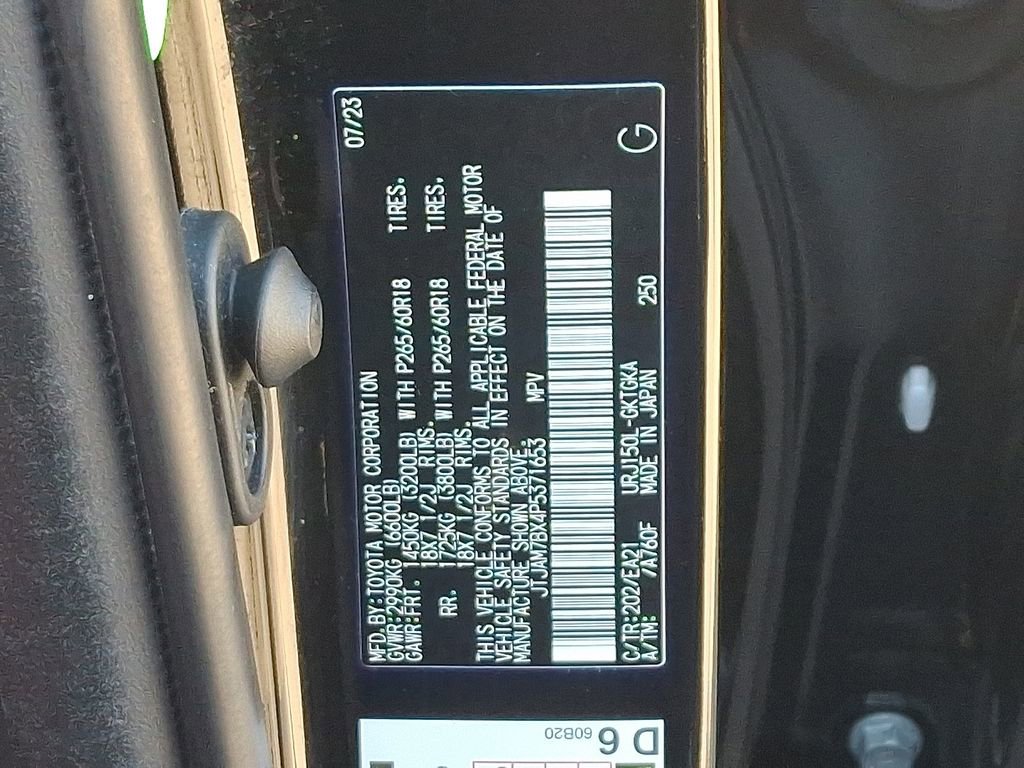 MFD.BY:TOYOTA MOTOR CORPORATION 07/23
GVWR:2990KG (6600LB)
GAWR:FRT. 1450KG (3200LB) WITH P265/60R18 TIRES.
18X7 1/2J RIMS.
RR. 1725KG (3800LB) WITH P265/60R18 TIRES.
18X7 1/2J RIMS.
THIS VEHICLE CONFORMS TO ALL APPLICABLE FEDERAL MOTOR
VEHICLE SAFETY STANDARDS IN EFFECT ON THE DATE OF
MANUFACTURE SHOWN ABOVE.
JTJAM7BX4P5371653 MPV
C/TR:202/EA2L URJ150L-GKTGKA 250 G
A/TM: /A760F MADE IN JAPAN
D 6
60B20